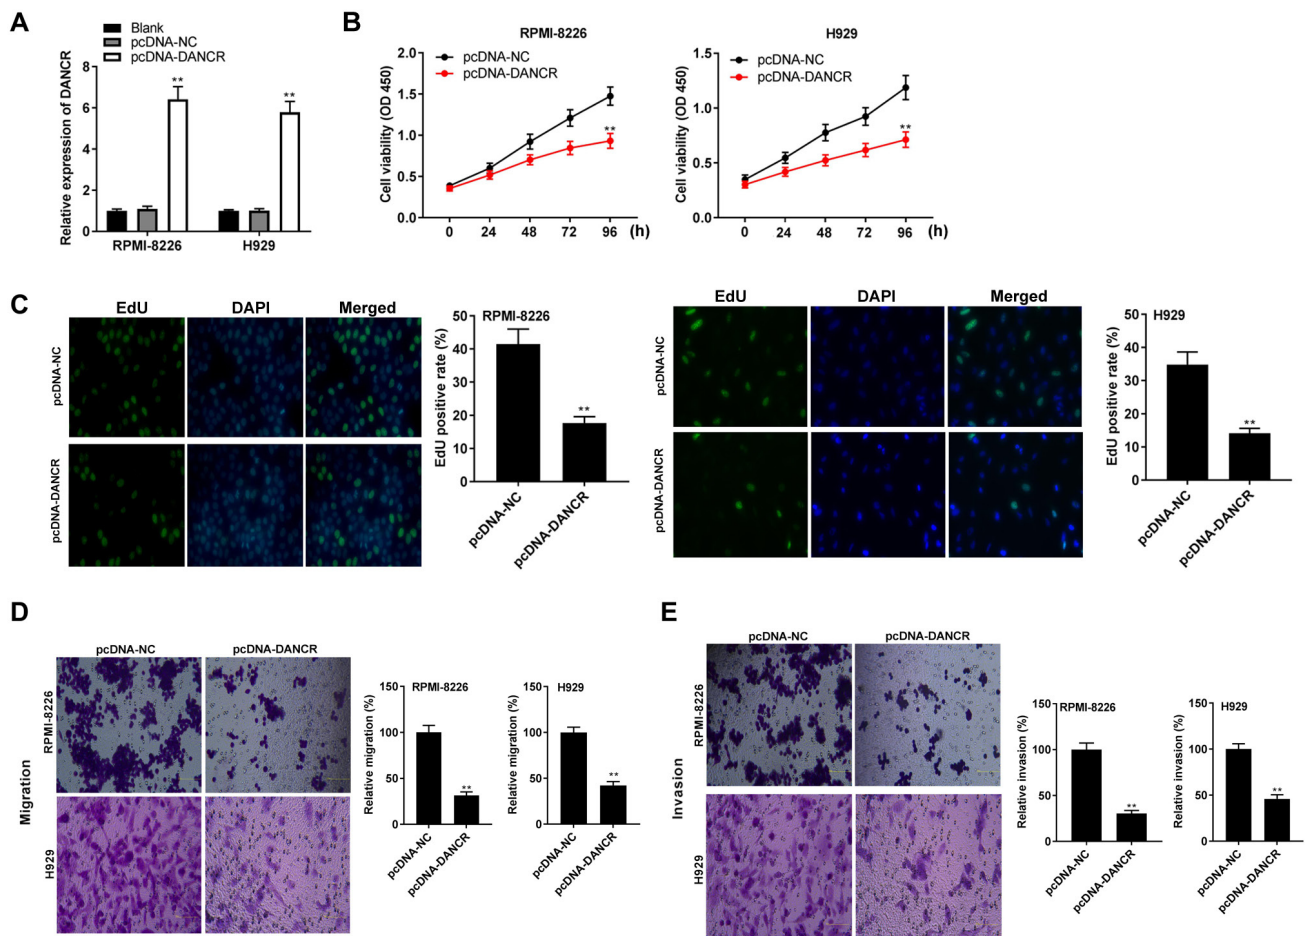 A
Blank
pcDNA-NC
pcDNA-DANCR
Relative expression of DANCR
8
6
4
2
0
**
**
RPMI-8226
H929
B
RPMI-8226
pcDNA-NC
pcDNA-DANCR
Cell viability (OD 450)
2.0
1.5
1.0
0.5
0.0
**
0 24 48 72 96 (h)
H929
pcDNA-NC
pcDNA-DANCR
Cell viability (OD 450)
1.5
1.0
0.5
0.0
**
0 24 48 72 96 (h)
C
EdU DAPI Merged
pcDNA-NC
pcDNA-DANCR
RPMI-8226
EdU positive rate (%)
50
40
30
20
10
0
**
pcDNA-NC
pcDNA-DANCR
EdU DAPI Merged
pcDNA-NC
pcDNA-DANCR
H929
EdU positive rate (%)
50
40
30
20
10
0
**
pcDNA-NC
pcDNA-DANCR
D
pcDNA-NC pcDNA-DANCR
Migration
RPMI-8226
H929
RPMI-8226
Relative migration (%)
150
100
50
0
**
pcDNA-NC
pcDNA-DANCR
H929
Relative migration (%)
150
100
50
0
**
pcDNA-NC
pcDNA-DANCR
E
pcDNA-NC pcDNA-DANCR
Invasion
RPMI-8226
H929
RPMI-8226
Relative invasion (%)
150
100
50
0
**
pcDNA-NC
pcDNA-DANCR
H929
Relative invasion (%)
150
100
50
0
**
pcDNA-NC
pcDNA-DANCR